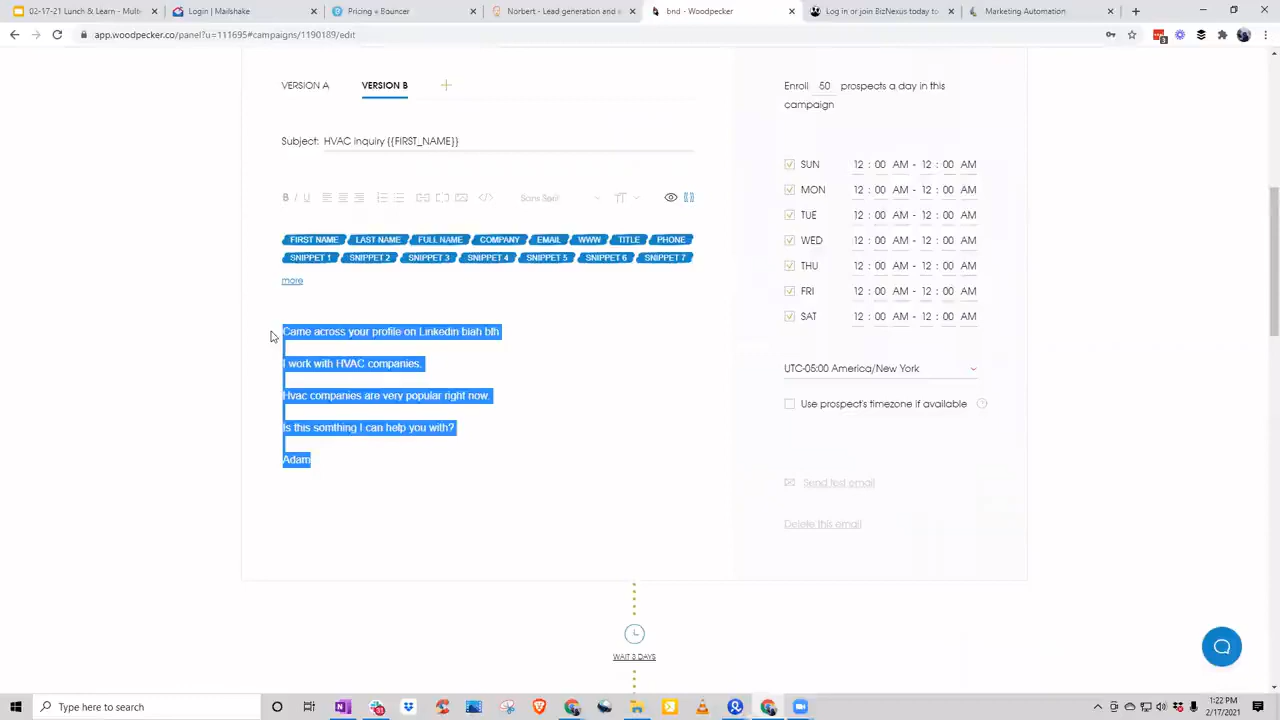 02-17-21 Lunch & Learn - Multich
Login | Mailshake
Pricing • Bouncer
Norbert - Lead generation and e
bnd - Woodpecker
Log in or join BizNexus today to
Marketing Automation
app.woodpecker.co/panel?u=111695#campaigns/1190189/edit
VERSION A
VERSION B
Subject: HVAC inquiry {{FIRST_NAME}}
B I U
Sans Serif
FIRST NAME LAST NAME FULL NAME COMPANY EMAIL WWW TITLE PHONE
SNIPPET 1 SNIPPET 2 SNIPPET 3 SNIPPET 4 SNIPPET 5 SNIPPET 6 SNIPPET 7
more
Came across your profile on Linkedin blah blh
I work with HVAC companies.
Hvac companies are very popular right now.
Is this somthing I can help you with?
Adam
Enroll 50 prospects a day in this
campaign
SUN 12 : 00 AM - 12 : 00 AM
MON 12 : 00 AM - 12 : 00 AM
TUE 12 : 00 AM - 12 : 00 AM
WED 12 : 00 AM - 12 : 00 AM
THU 12 : 00 AM - 12 : 00 AM
FRI 12 : 00 AM - 12 : 00 AM
SAT 12 : 00 AM - 12 : 00 AM
UTC-05:00 America/New York
Use prospect's timezone if available
Send test email
Delete this email
WAIT 3 DAYS
Type here to search
1:22 PM
2/17/2021